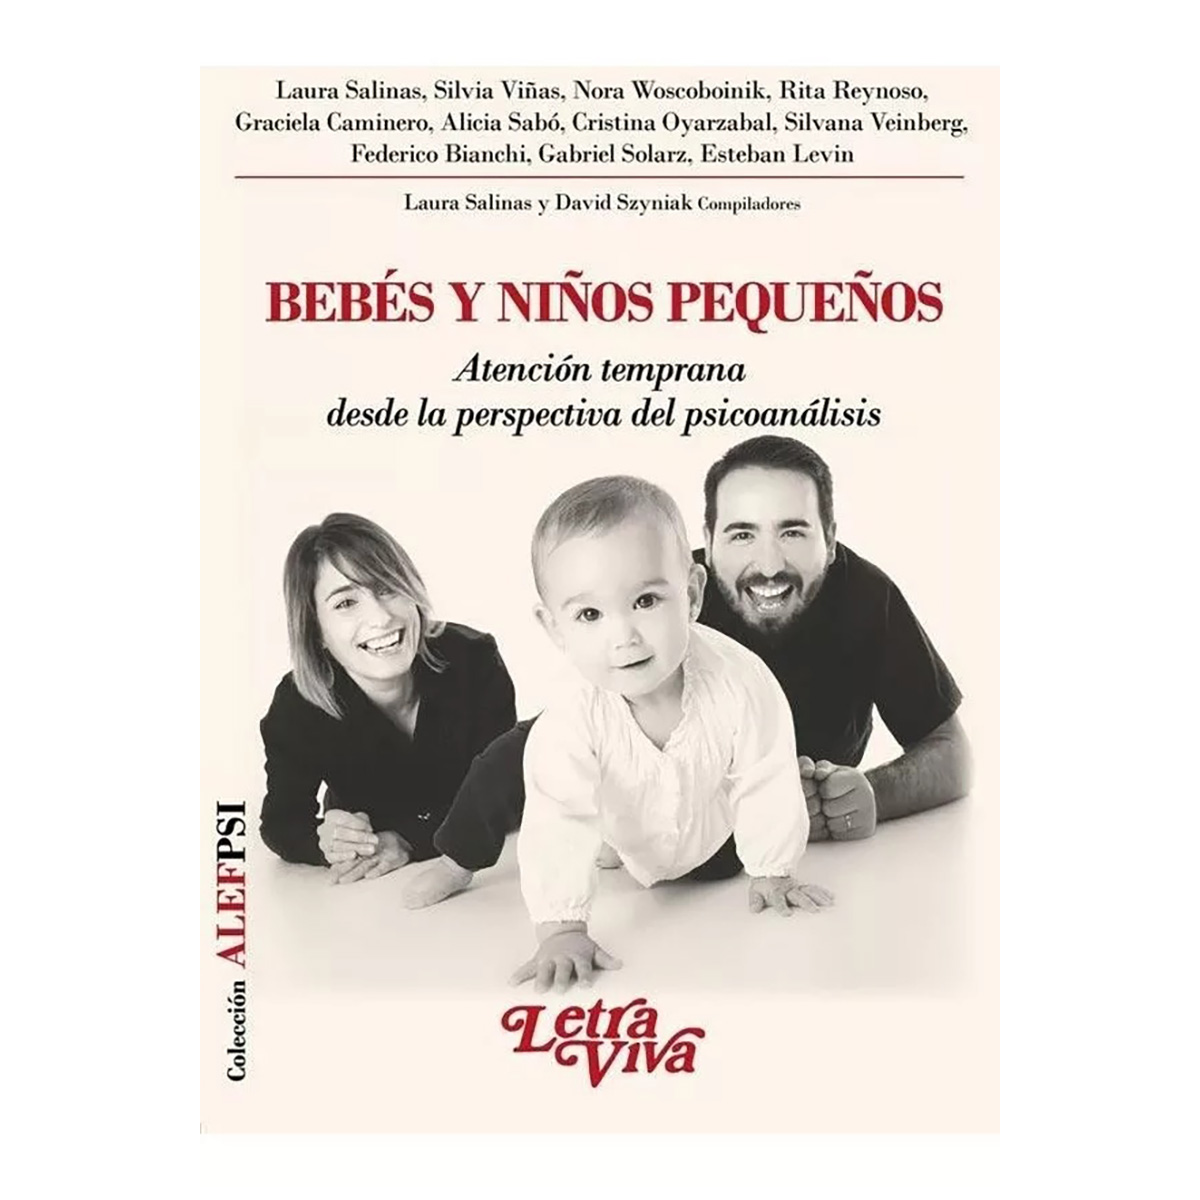 Laura Salinas, Silvia Viñas, Nora Woscoboinik, Rita Reynoso,
Graciela Caminero, Alicia Sabó, Cristina Oyarzabal, Silvana Veinberg,
Federico Bianchi, Gabriel Solarz, Esteban Levin
Laura Salinas y David Szyniak Compiladores
BEBÉS Y NIÑOS PEQUEÑOS
Atención temprana
desde la perspectiva del psicoanálisis
Colección ALEFPSI
Letra
Viva